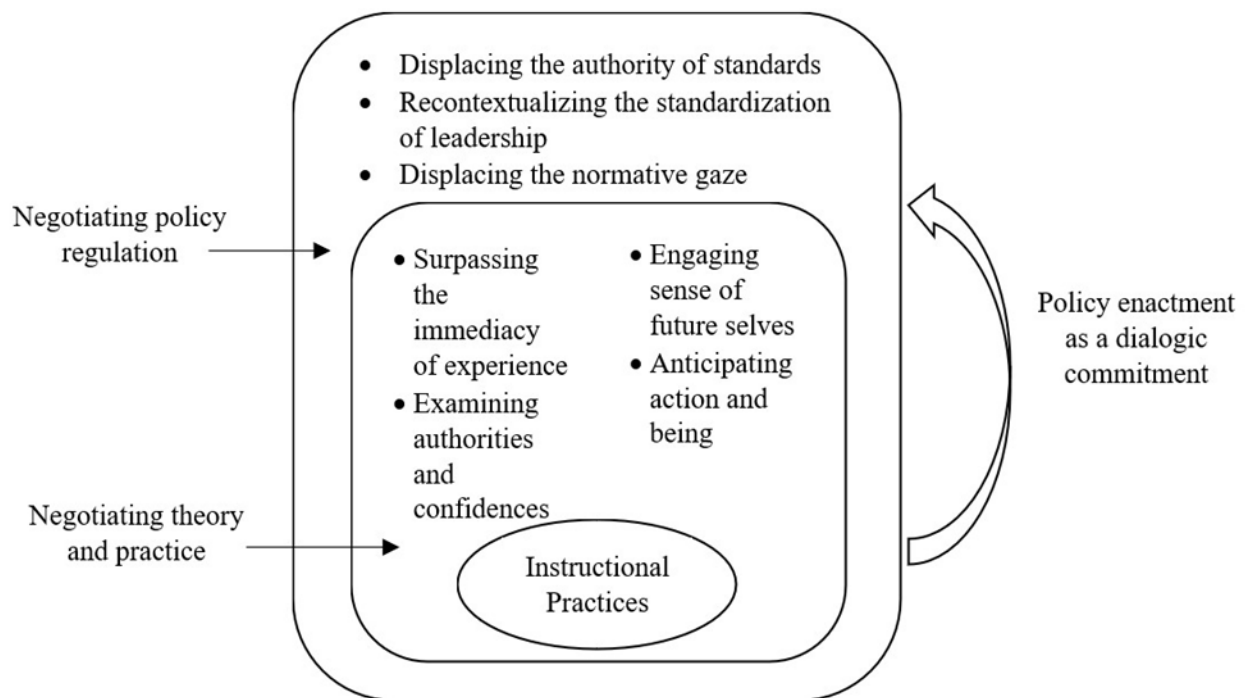 • Displacing the authority of standards
• Recontextualizing the standardization
of leadership
• Displacing the normative gaze
Negotiating policy
regulation
• Surpassing
the
immediacy
of experience
• Examining
authorities
and
confidences
• Engaging
sense of
future selves
• Anticipating
action and
being
Policy enactment
as a dialogic
commitment
Negotiating theory
and practice
Instructional
Practices